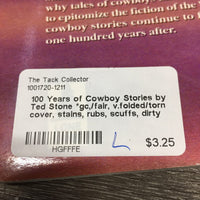 why tales of cowboy
to epitomize the fiction of the
cowboy stories continue to
one hundred years after.
The Tack Collector
1001720-1211
100 Years of Cowboy Stories by
Ted Stone *gc,/fair, v.folded/torn
cover, stains, rubs, scuffs, dirty
HGFFFE
L
$3.25